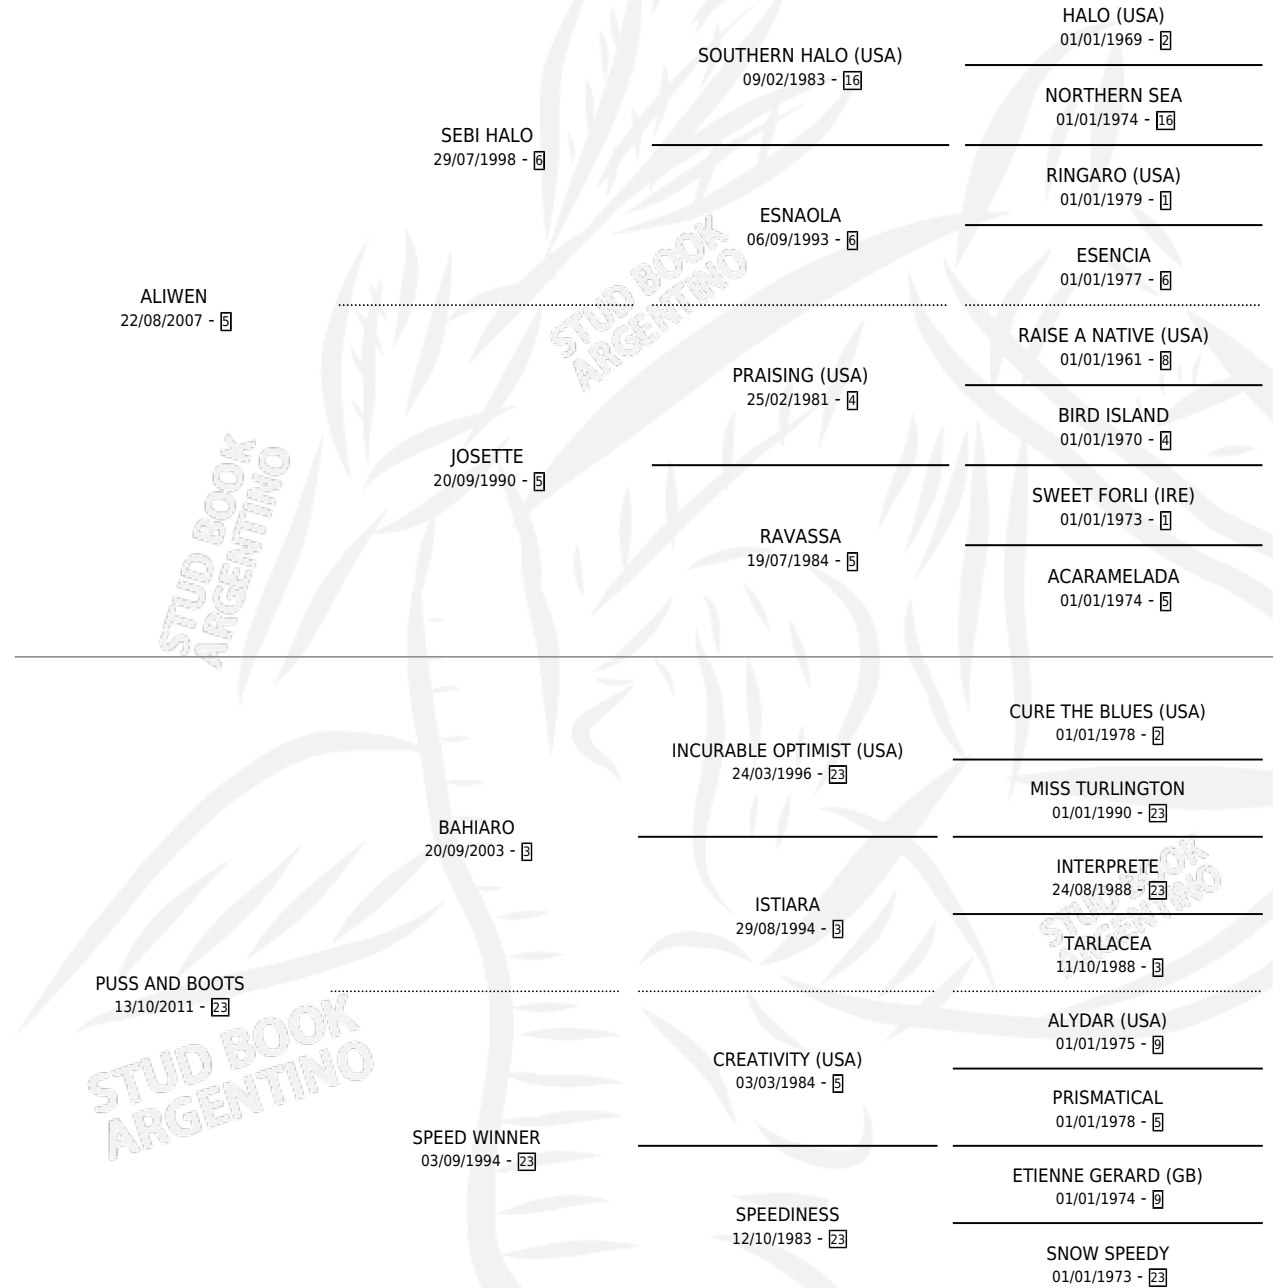 HALO (USA)
01/01/1969 - 2
SOUTHERN HALO (USA)
09/02/1983 - 16
NORTHERN SEA
01/01/1974 - 16
SEBI HALO
29/07/1998 - 6
RINGARO (USA)
01/01/1979 - 1
ESNAOLA
06/09/1993 - 6
ESENCIA
01/01/1977 - 6
ALIWEN
22/08/2007 - 5
RAISE A NATIVE (USA)
01/01/1961 - 8
PRAISING (USA)
25/02/1981 - 4
BIRD ISLAND
01/01/1970 - 4
JOSETTE
20/09/1990 - 5
SWEET FORLI (IRE)
01/01/1973 - 1
RAVASSA
19/07/1984 - 5
ACARAMELADA
01/01/1974 - 5
STUD BOOK
ARGENTINO
STUD BOOK
ARGENTINO
CURE THE BLUES (USA)
01/01/1978 - 2
INCURABLE OPTIMIST (USA)
24/03/1996 - 23
MISS TURLINGTON
01/01/1990 - 23
BAHIARO
20/09/2003 - 3
INTERPRETE
24/08/1988 - 23
ISTIARA
29/08/1994 - 3
TARLACEA
11/10/1988 - 3
STUD BOOK
ARGENTINO
PUSS AND BOOTS
13/10/2011 - 23
ALYDAR (USA)
01/01/1975 - 9
CREATIVITY (USA)
03/03/1984 - 5
PRISMATICAL
01/01/1978 - 5
STUD BOOK
ARGENTINO
SPEED WINNER
03/09/1994 - 23
ETIENNE GERARD (GB)
01/01/1974 - 9
SPEEDINESS
12/10/1983 - 23
SNOW SPEEDY
01/01/1973 - 23